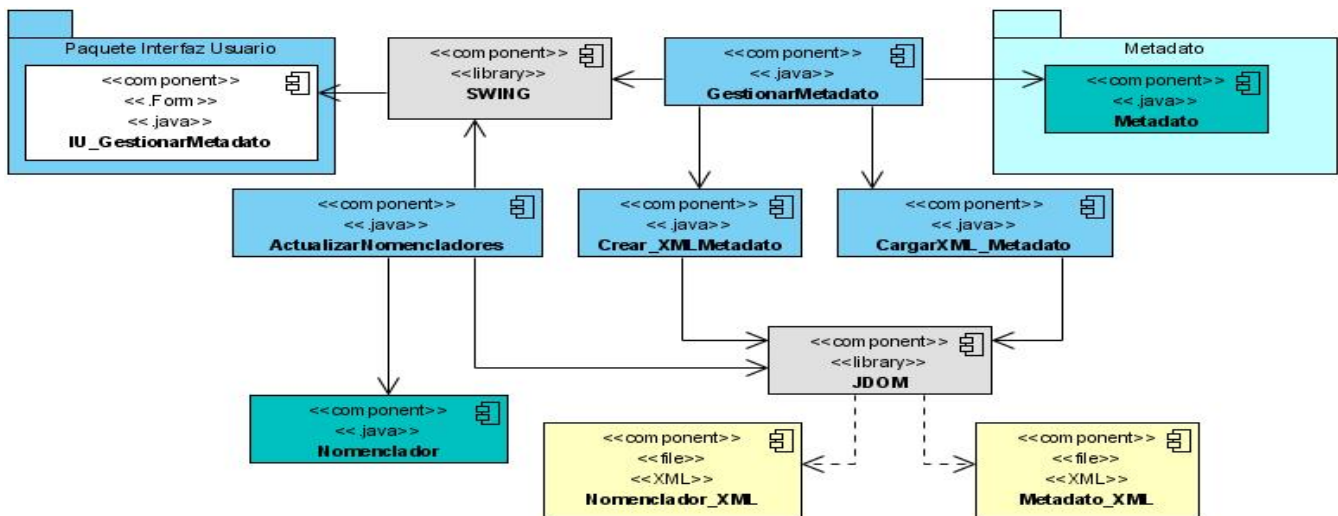 Paquete Interfaz Usuario
<<component>>
<<.Form>>
<<.java>>
IU_GestionarMetadato
<<component>>
<<library>>
SWING
<<component>>
<<.java>>
GestionarMetadato
Metadato
<<component>>
<<.java>>
Metadato
<<component>>
<<.java>>
ActualizarNomencladores
<<component>>
<<.java>>
Crear_XMLMetadato
<<component>>
<<.java>>
CargarXML_Metadato
<<component>>
<<library>>
JDOM
<<component>>
<<.java>>
Nomenclador
<<component>>
<<file>>
<<XML>>
Nomenclador_XML
<<component>>
<<file>>
<<XML>>
Metadato_XML